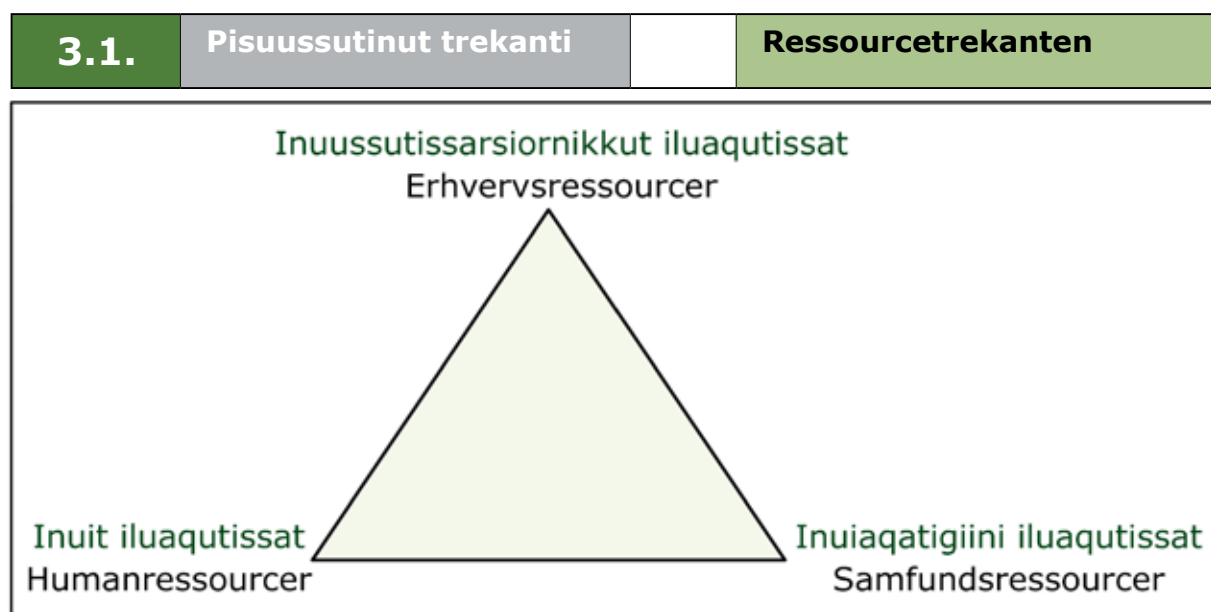 3.1. Pisuussutinut trekanti Ressourcetrekanten
Inuussutissarsiornikkut iluaqutissat
Erhvervsressourcer
Inuit iluaqutissat
Humanressourcer
Inuiaqatigiini iluaqutissat
Samfundsressourcer